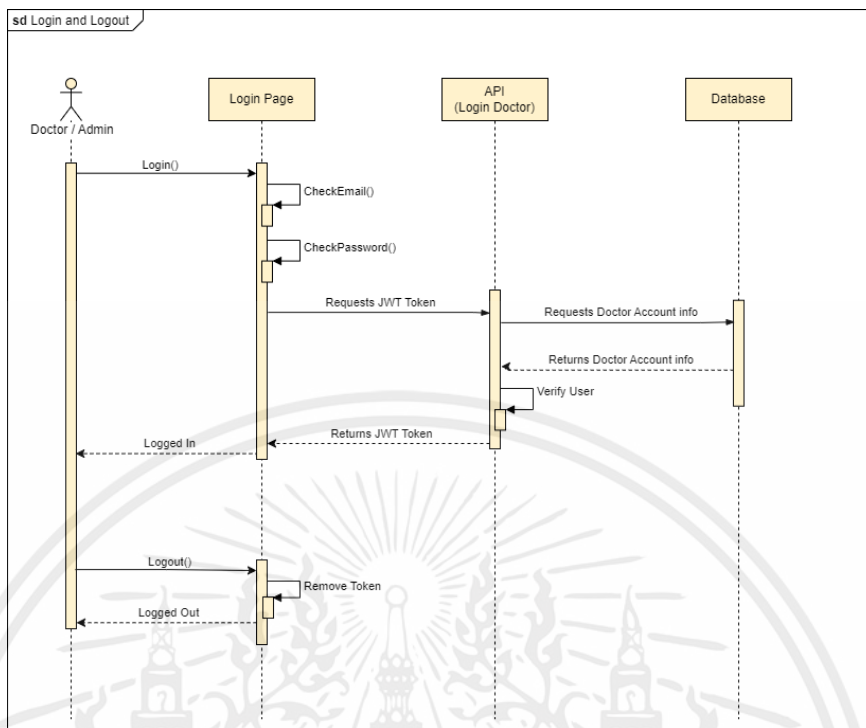 sd Login and Logout
Doctor / Admin
Login Page
API
(Login Doctor)
Database
Login()
CheckEmail()
CheckPassword()
Requests JWT Token
Requests Doctor Account info
Returns Doctor Account info
Verify User
Returns JWT Token
Logged In
Logout()
Remove Token
Logged Out